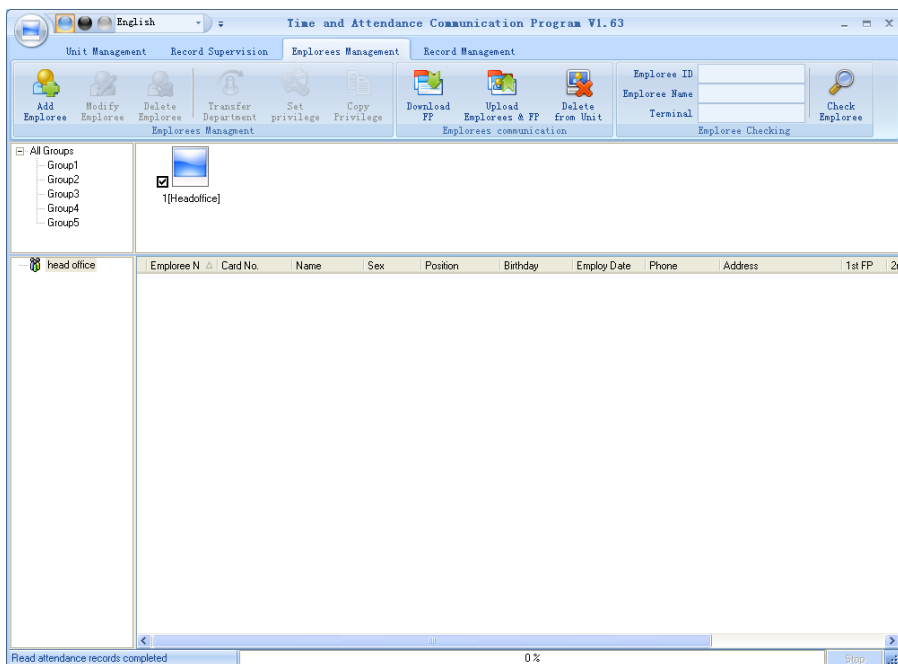 English
Time and Attendance Communication Program V1.63
Unit Management Record Supervision Emplorees Management Record Management
Add Emploree
Modify Emploree
Delete Emploree
Transfer Department
Set privilege
Copy Privilege
Emplorees Managment
Download FP
Upload Emplorees & FP
Delete from Unit
Emplorees communication
Emploree ID
Emploree Name
Terminal
Check Emploree
Emploree Checking
All Groups
Group1
Group2
Group3
Group4
Group5
1[Headoffice]
head office
Emploree N Card No. Name Sex Position Birthday Employ Date Phone Address 1st FP 2
Read attendance records completed
0 %
Stop